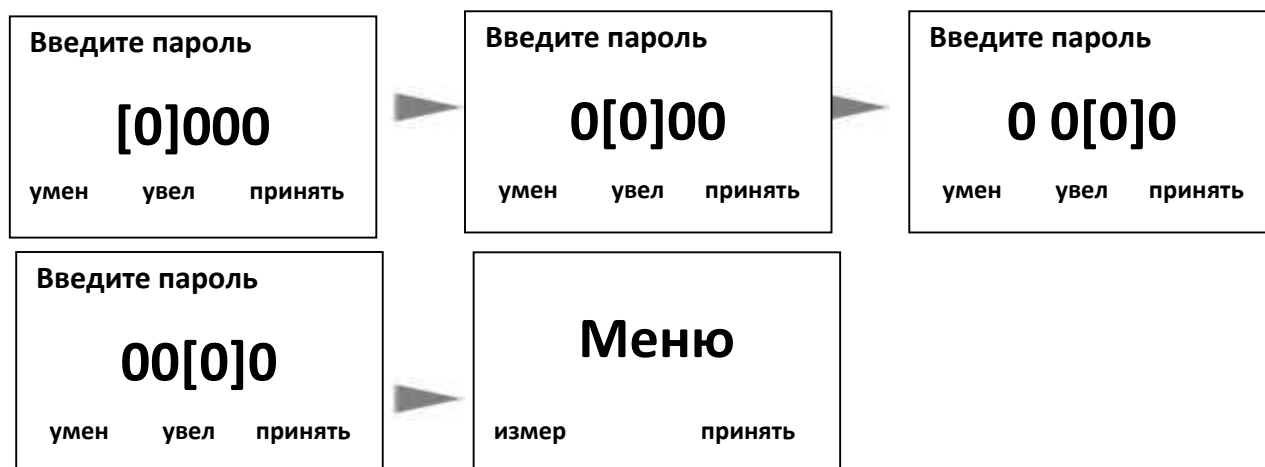 Введите пароль
[0]000
умен увел принять
Введите пароль
0[0]00
умен увел принять
Введите пароль
0 0[0]0
умен увел принять
Введите пароль
00[0]0
умен увел принять
Меню
измер принять